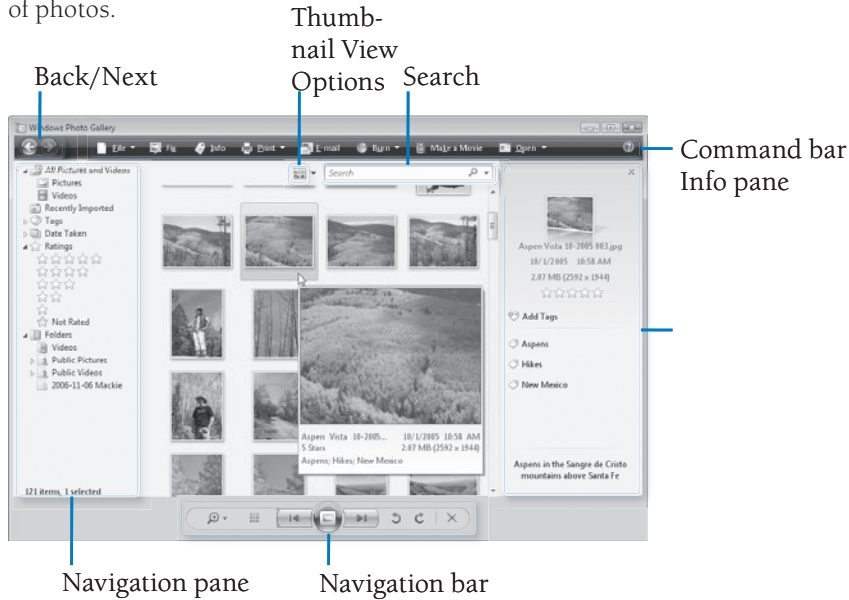 of photos.
Thumb-
nail View
Options
Back/Next
Search
Windows Photo Gallery
File Fix Info Print E-mail Burn Make a Movie Open
Command bar
Info pane
All Pictures and Videos
Pictures
Videos
Recently Imported
Tags
Date Taken
Ratings
Not Rated
Folders
Videos
Public Pictures
Public Videos
2006-11-06 Mackie
121 items, 1 selected
Search
Aspen Vista 10-2005... 10/1/2005 10:58 AM
5 Stars 2.07 MB (2592 x 1944)
Aspens; Hikes; New Mexico
Aspen Vista 10-2005 003.jpg
10/1/2005 10:58 AM
2.07 MB (2592 x 1944)
Add Tags
Aspens
Hikes
New Mexico
Aspens in the Sangre de Cristo
mountains above Santa Fe
Navigation pane
Navigation bar